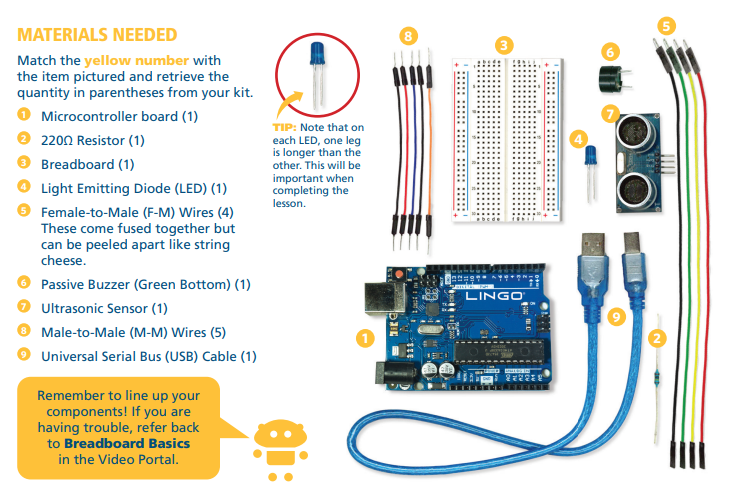 MATERIALS NEEDED
Match the yellow number with
the item pictured and retrieve the
quantity in parentheses from your kit.
1 Microcontroller board (1)
2 220Ω Resistor (1)
3 Breadboard (1)
4 Light Emitting Diode (LED) (1)
5 Female-to-Male (F-M) Wires (4)
These come fused together but
can be peeled apart like string
cheese.
6 Passive Buzzer (Green Bottom) (1)
7 Ultrasonic Sensor (1)
8 Male-to-Male (M-M) Wires (5)
9 Universal Serial Bus (USB) Cable (1)
Remember to line up your
components! If you are
having trouble, refer back
to Breadboard Basics
in the Video Portal.
TIP: Note that on
each LED, one leg
is longer than the
other. This will be
important when
completing the
lesson.
8
3
6
5
7
4
1
LINGO
9
2